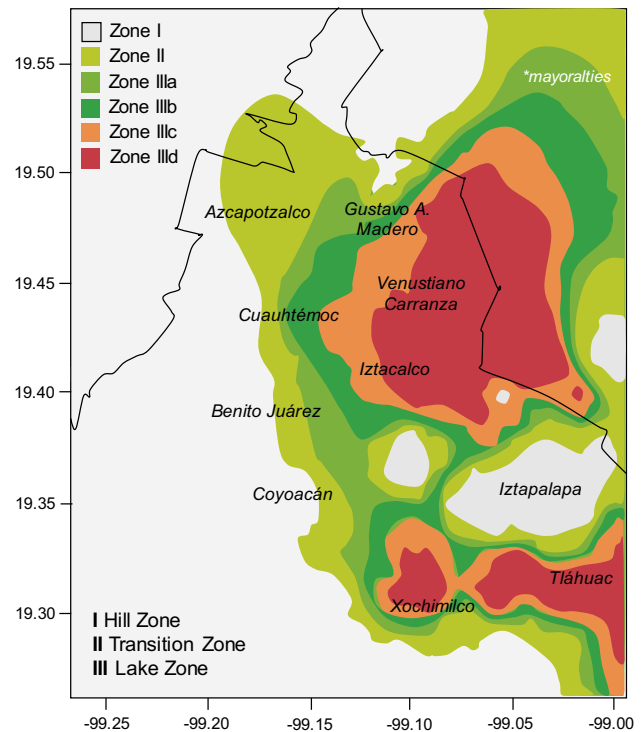 Zone I
Zone II
Zone IIIa
Zone IIIb
Zone IIIc
Zone IIId
*mayoralties
19.55
19.50
19.45
19.40
19.35
19.30
Azcapotzalco
Gustavo A.
Madero
Venustiano
Carranza
Cuauhtémoc
Iztacalco
Benito Juárez
Coyoacán
Iztapalapa
Tláhuac
Xochimilco
I Hill Zone
II Transition Zone
III Lake Zone
-99.25
-99.20
-99.15
-99.10
-99.05
-99.00